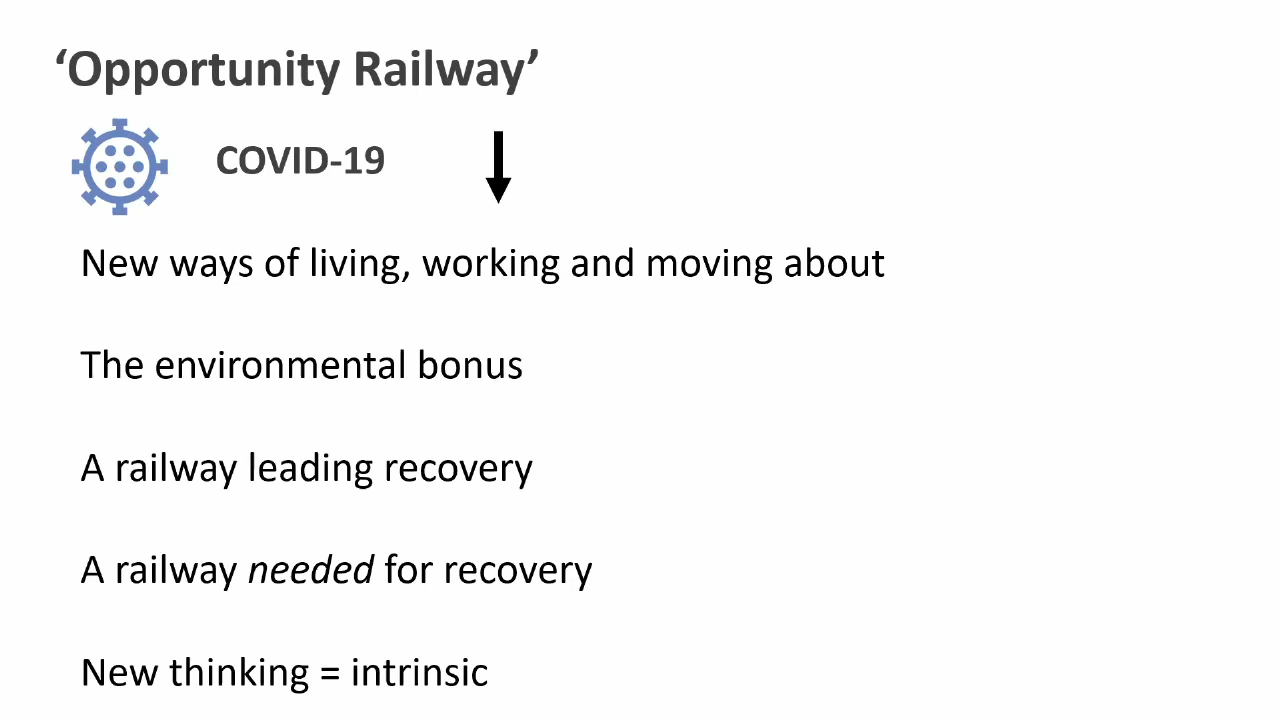 ‘Opportunity Railway’
COVID-19
New ways of living, working and moving about
The environmental bonus
A railway leading recovery
A railway needed for recovery
New thinking = intrinsic